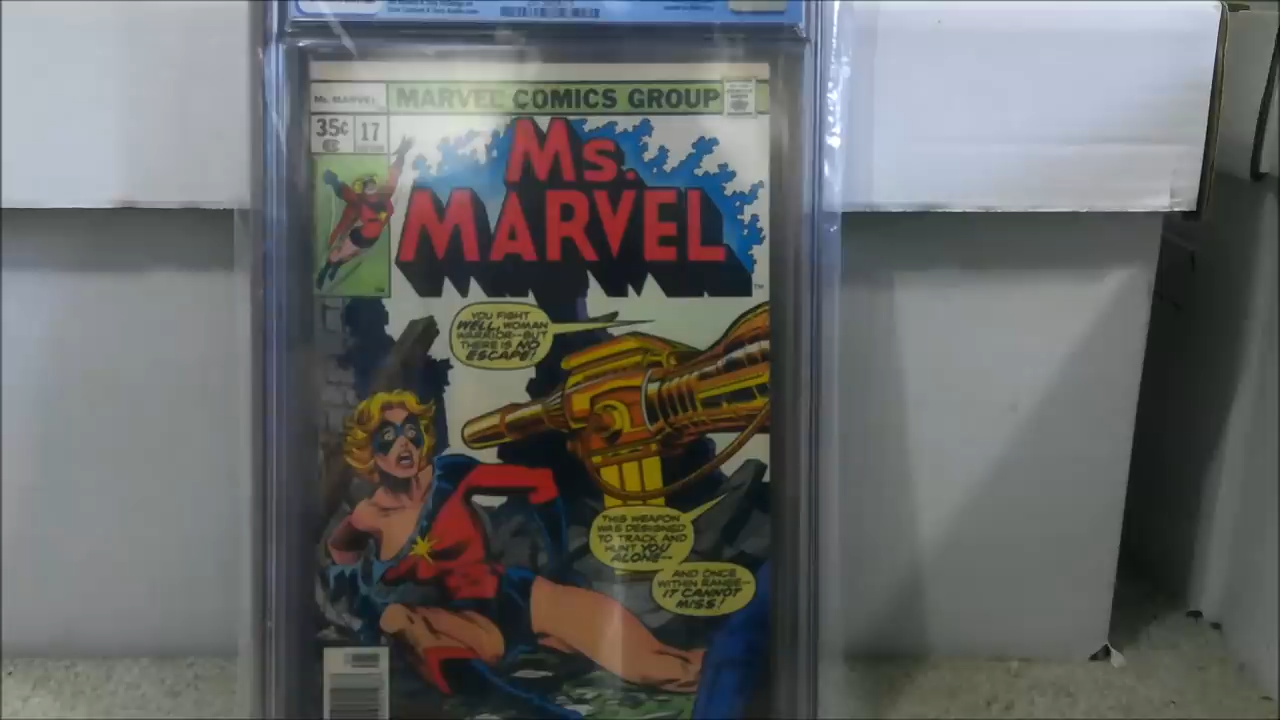 Ms. MARVEL
MARVEL COMICS GROUP
35¢
17
Ms.
MARVEL
TM
YOU FIGHT
WELL, WOMAN
WARRIOR--BUT
THERE IS NO
ESCAPE!
THIS WEAPON
WAS DESIGNED
TO TRACK AND
HUNT YOU
ALONE--
AND ONCE
WITHIN RANGE--
IT CANNOT
MISS!